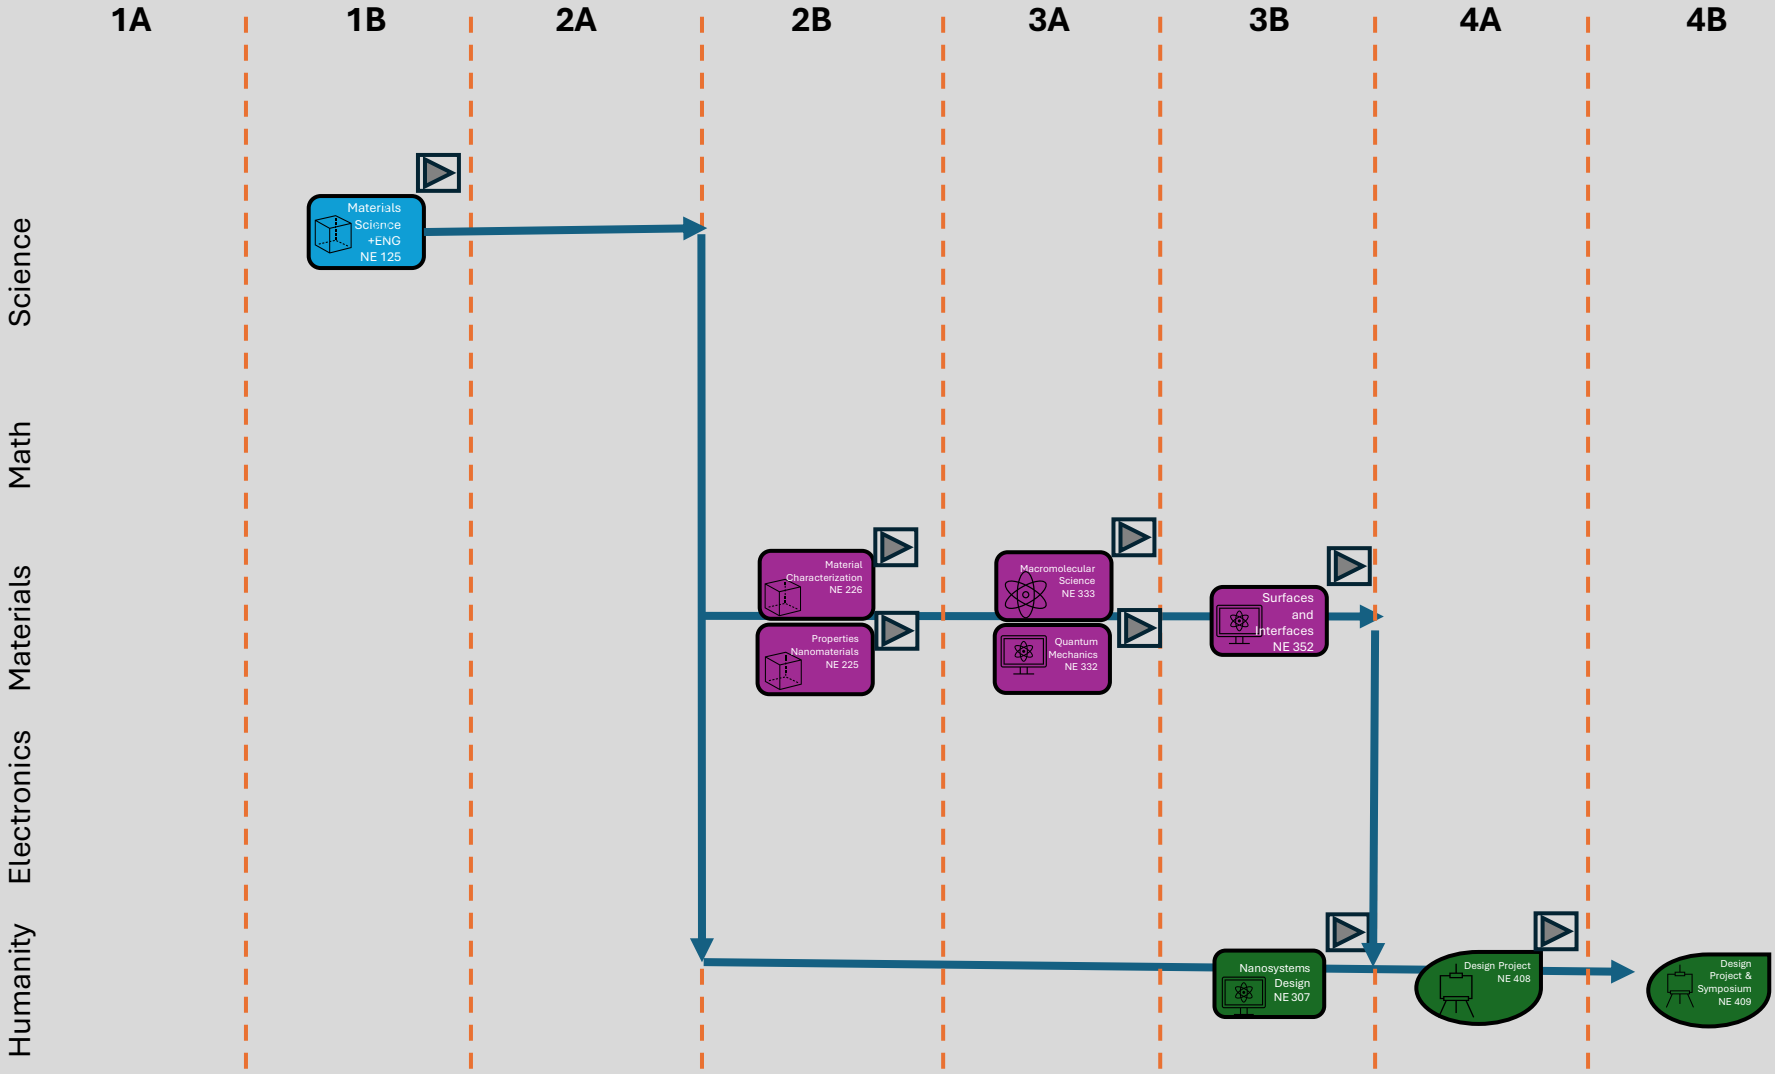 1A
1B
2A
2B
3A
3B
4A
4B
Science
Materials
Science
+ENG
NE 125
Math
Materials
Material
Characterization
NE 226
Properties
Nanomaterials
NE 225
Macromolecular
Science
NE 333
Quantum
Mechanics
NE 332
Surfaces
and
Interfaces
NE 352
Electronics
Humanity
Nanosystems
Design
NE 307
Design Project
NE 408
Design
Project &
Symposium
NE 409